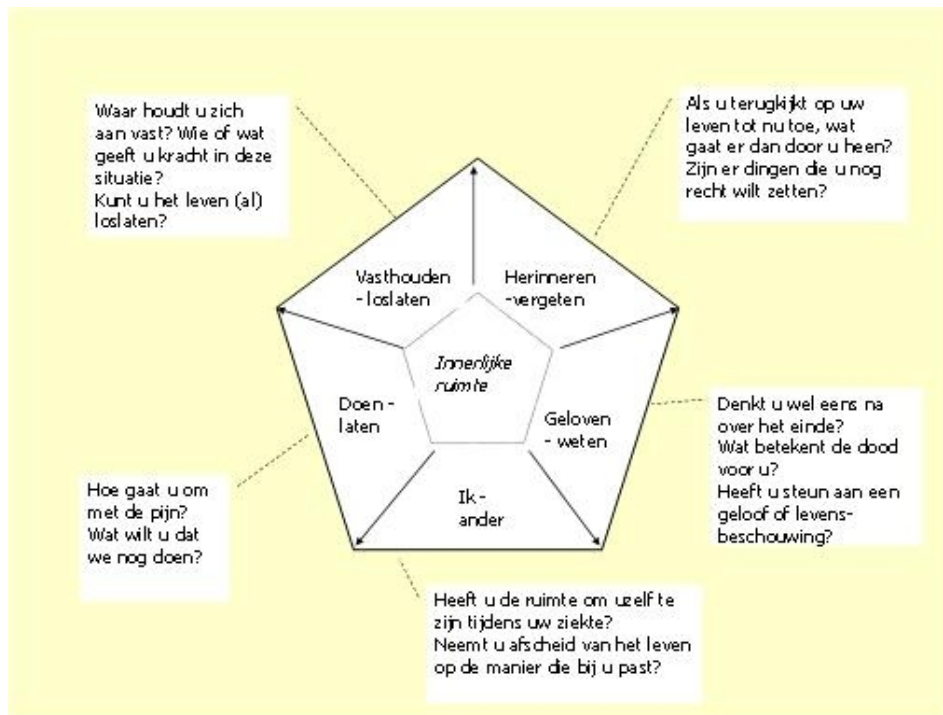 Waar houdt u zich
aan vast? Wie of wat
geeft u kracht in deze
situatie?
Kunt u het leven (al)
loslaten?
Als u terugkijkt op uw
leven tot nu toe, wat
gaat er dan door u heen?
Zijn er dingen die u nog
recht wilt zetten?
Vasthouden
- loslaten
Herinneren
-vergeten
Innerlijke
ruimte
Doen -
laten
Geloven
- weten
Ik -
ander
Denkt u wel eens na
over het einde?
Wat betekent de dood
voor u?
Heeft u steun aan een
geloof of levens-
beschouwing?
Hoe gaat u om
met de pijn?
Wat wilt u dat
we nog doen?
Heeft u de ruimte om uzelf te
zijn tijdens uw ziekte?
Neemt u afscheid van het leven
op de manier die bij u past?